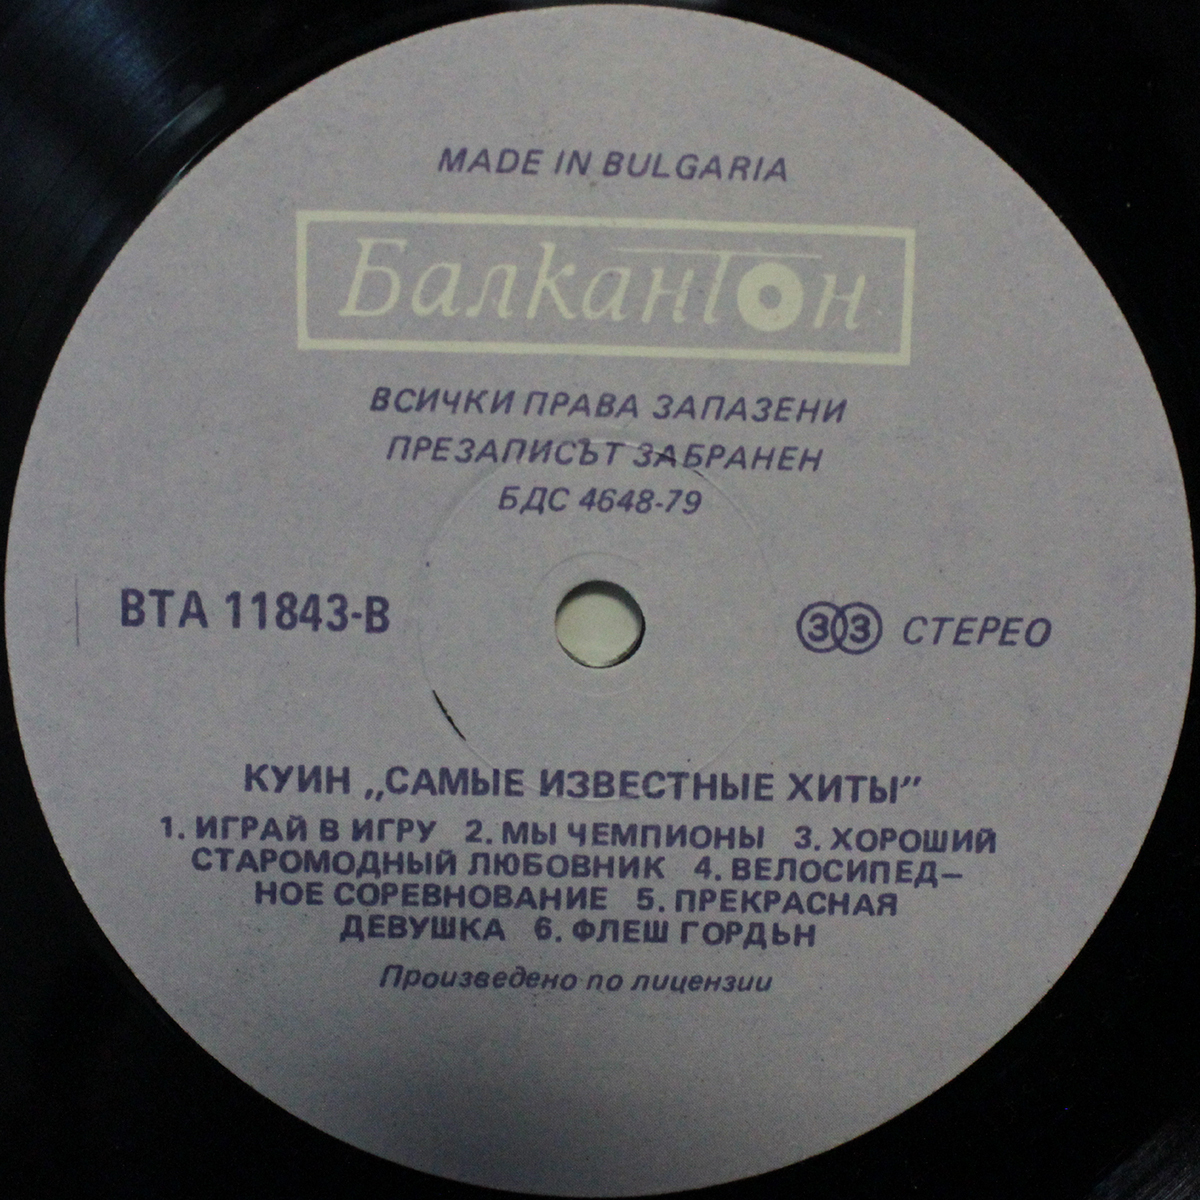 MADE IN BULGARIA
Балкантон
ВСИЧКИ ПРАВА ЗАПАЗЕНИ
ПРЕЗАПИСЪТ ЗАБРАНЕН
БДС 4648-79
ВТА 11843-В
33 СТЕРЕО
КУИН „САМЫЕ ИЗВЕСТНЫЕ ХИТЫ”
1. ИГРАЙ В ИГРУ 2. МЫ ЧЕМПИОНЫ 3. ХОРОШИЙ
СТАРОМОДНЫЙ ЛЮБОВНИК 4. ВЕЛОСИПЕД–
НОЕ СОРЕВНОВАНИЕ 5. ПРЕКРАСНАЯ
ДЕВУШКА 6. ФЛЕШ ГОРДЬН
Произведено по лицензии